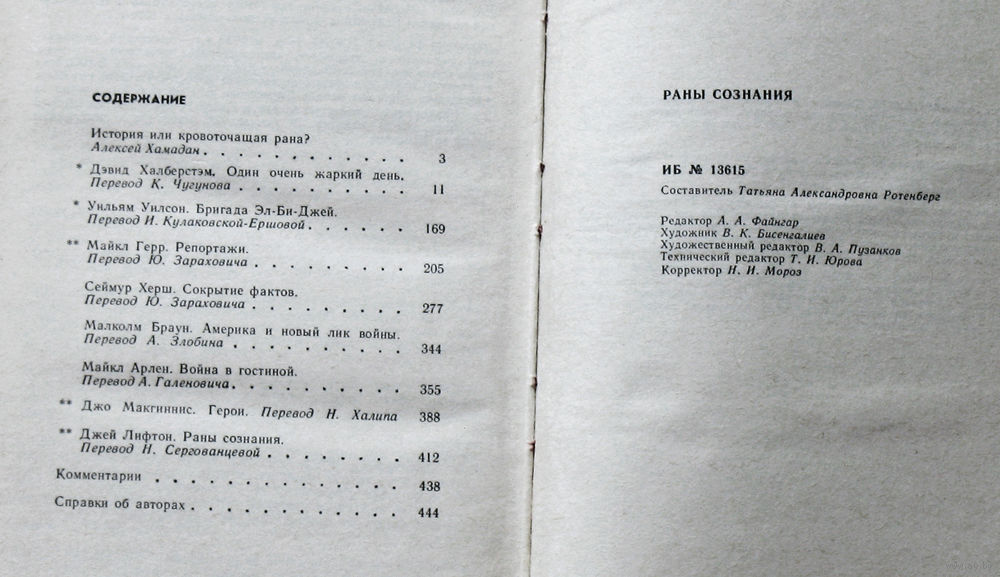 СОДЕРЖАНИЕ
История или кровоточащая рана?
Алексей Хамадан . . . . . . . . . . . . 3
* Дэвид Халберстэм. Один очень жаркий день.
Перевод К. Чугунова . . . . . . . . . . 11
* Уильям Уилсон. Бригада Эл-Би-Джей.
Перевод И. Кулаковской-Ершовой . . . . . . 169
** Майкл Герр. Репортажи.
Перевод Ю. Зараховича . . . . . . . . . 205
Сеймур Херш. Сокрытие фактов.
Перевод Ю. Зараховича . . . . . . . . . 277
Малколм Браун. Америка и новый лик войны.
Перевод А. Злобина . . . . . . . . . . 344
Майкл Арлен. Война в гостиной.
Перевод А. Галеновича . . . . . . . . . . 355
** Джо Макгиннис. Герои. Перевод Н. Халипа 388
** Джей Лифтон. Раны сознания.
Перевод Н. Сергованцевой . . . . . . . . 412
Комментарии . . . . . . . . . . . . . . 438
Справки об авторах . . . . . . . . . . . . 444
РАНЫ СОЗНАНИЯ
ИБ № 13615
Составитель Татьяна Александровна Ротенберг
Редактор А. А. Файнгар
Художник В. К. Бисенгалиев
Художественный редактор В. А. Пузанков
Технический редактор Т. И. Юрова
Корректор Н. И. Мороз